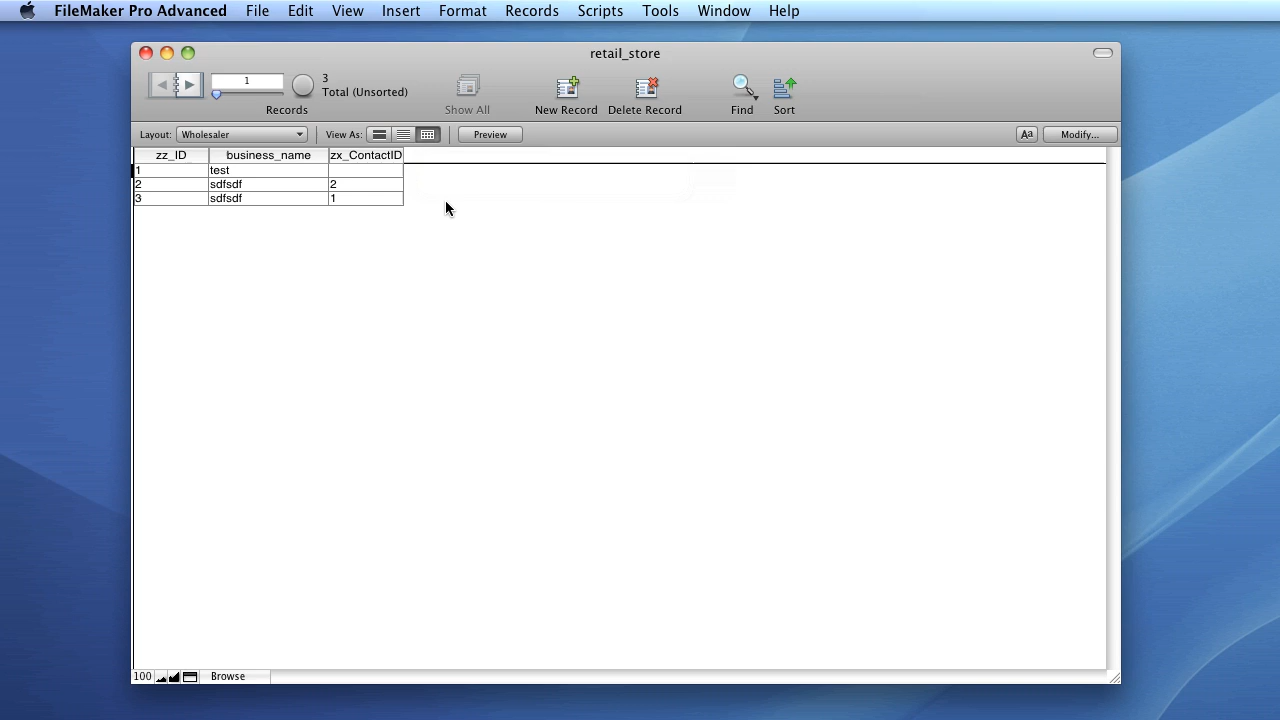 FileMaker Pro Advanced File Edit View Insert Format Records Scripts Tools Window Help
retail_store
1
3
Total (Unsorted)
Records
Show All
New Record
Delete Record
Find
Sort
Layout: Wholesaler View As: Preview Aa Modify...
zz_ID business_name zx_ContactID
1 test
2 sdfsdf 2
3 sdfsdf 1
100 Browse